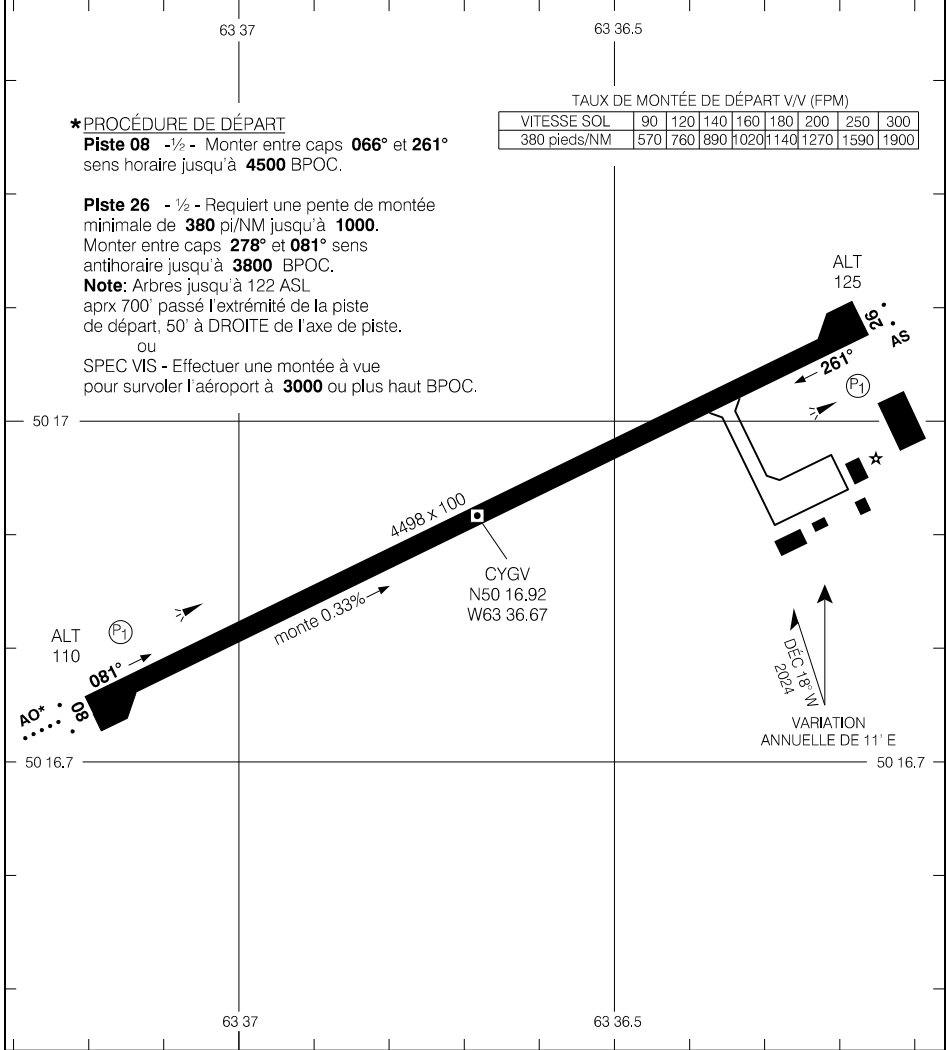 63 37
63 36.5
*PROCÉDURE DE DÉPART
Piste 08 -½ - Monter entre caps 066° et 261°
sens horaire jusqu'à 4500 BPOC.
PIste 26 - ½ - Requiert une pente de montée
minimale de 380 pi/NM jusqu'à 1000.
Monter entre caps 278° et 081° sens
antihoraire jusqu'à 3800 BPOC.
Note: Arbres jusqu'à 122 ASL
aprx 700' passé l'extrémité de la piste
de départ, 50' à DROITE de l'axe de piste.
ou
SPEC VIS - Effectuer une montée à vue
pour survoler l'aéroport à 3000 ou plus haut BPOC.
TAUX DE MONTÉE DE DÉPART V/V (FPM)
VITESSE SOL 90 120 140 160 180 200 250 300
380 pieds/NM 570 760 890 1020 1140 1270 1590 1900
ALT
125
26
AS
261°
P1
50 17
4498 x 100
CYGV
N50 16.92
W63 36.67
monte 0.33%
ALT
110
P1
081°
08
AO*
DÉC 18° W
2024
VARIATION
ANNUELLE DE 11' E
50 16.7
50 16.7
63 37
63 36.5